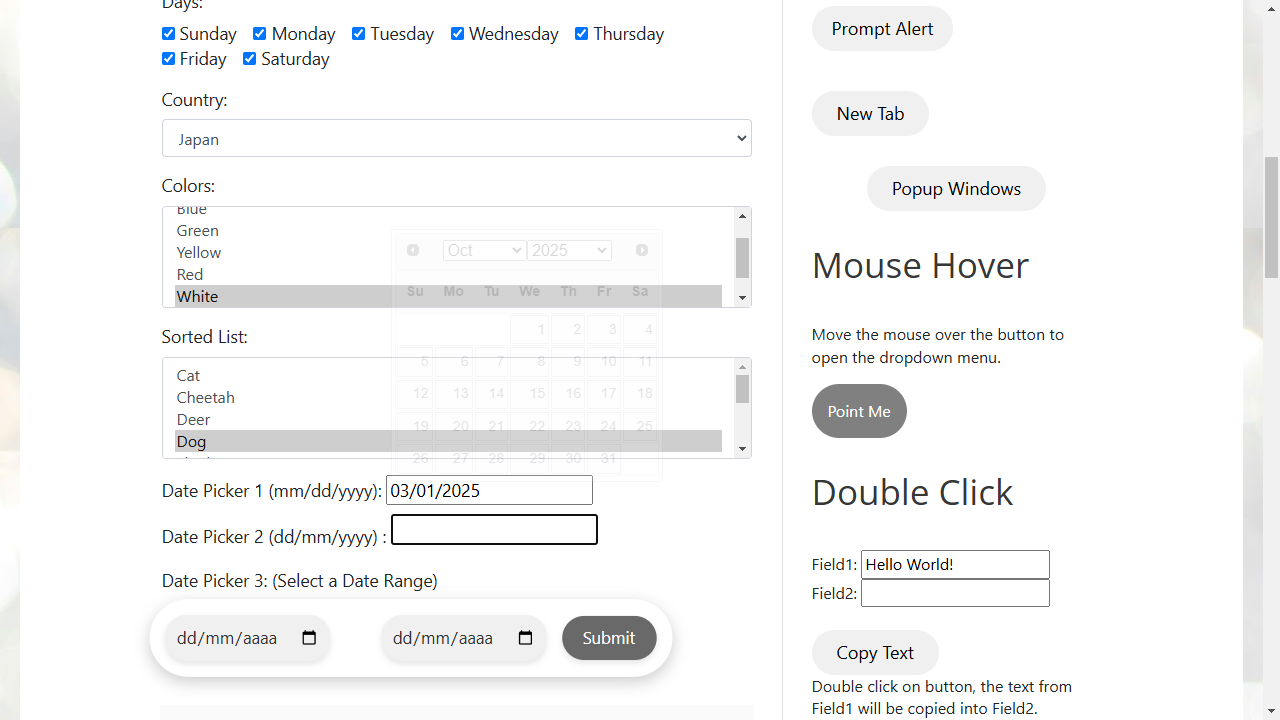 Days:
Sunday Monday Tuesday Wednesday Thursday
Friday Saturday
Country:
Japan
Colors:
Blue
Green
Yellow
Red
White
Sorted List:
Cat
Cheetah
Deer
Dog
Oct 2025
Su Mo Tu We Th Fr Sa
1 2 3 4
5 6 7 8 9 10 11
12 13 14 15 16 17 18
19 20 21 22 23 24 25
26 27 28 29 30 31
Date Picker 1 (mm/dd/yyyy): 03/01/2025
Date Picker 2 (dd/mm/yyyy) :
Date Picker 3: (Select a Date Range)
dd/mm/aaaa dd/mm/aaaa Submit
Prompt Alert
New Tab
Popup Windows
Mouse Hover
Move the mouse over the button to
open the dropdown menu.
Point Me
Double Click
Field1: Hello World!
Field2:
Copy Text
Double click on button, the text from
Field1 will be copied into Field2.